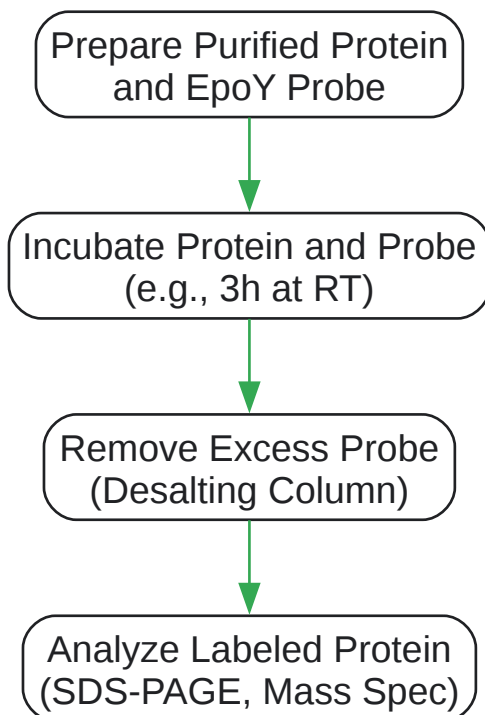 Prepare Purified Protein
and EpoY Probe
Incubate Protein and Probe
(e.g., 3h at RT)
Remove Excess Probe
(Desalting Column)
Analyze Labeled Protein
(SDS-PAGE, Mass Spec)